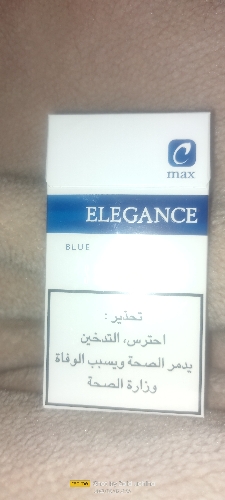 max
ELEGANCE
BLUE
تحذير :
احترس، التدخين
يدمر الصحة ويسبب الوفاة
وزارة الصحة